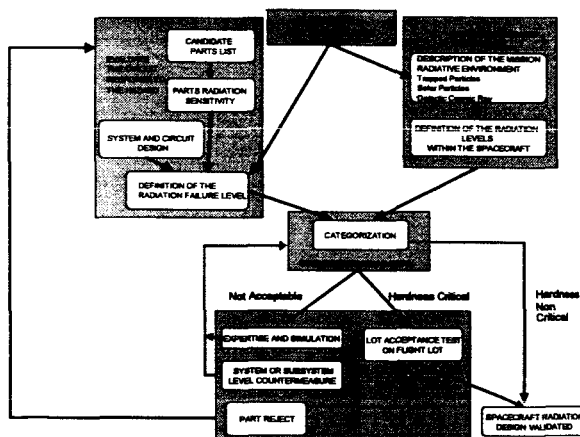 CANDIDATE
PARTS LIST
PARTS RADIATION
SENSITIVITY
SYSTEM AND CIRCUIT
DESIGN
DEFINITION OF THE
RADIATION FAILURE LEVEL
DESCRIPTION OF THE MISSION
RADIATIVE ENVIRONMENT
Trapped Particles
Solar Particles
Galactic Cosmic Ray
DEFINITION OF THE RADIATION
LEVELS
WITHIN THE SPACECRAFT
CATEGORIZATION
Not Acceptable
Hardness Critical
Hardness
Non
Critical
EXPERTISE AND SIMULATION
SYSTEM OR SUBSYSTEM
LEVEL COUNTERMEASURE
PART REJECT
LOT ACCEPTANCE TEST
ON FLIGHT LOT
SPACECRAFT RADIATION
DESIGN VALIDATED